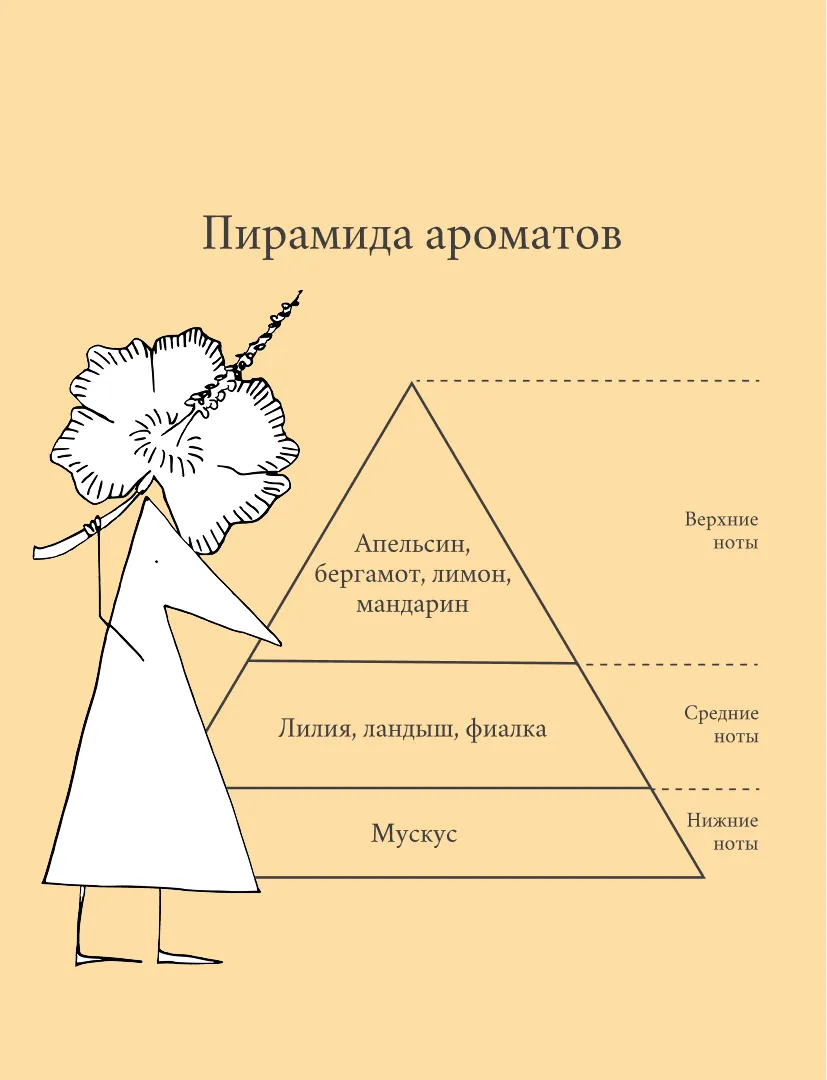 Пирамида ароматов
Верхние
ноты
Апельсин,
бергамот, лимон,
мандарин
Средние
ноты
Лилия, ландыш, фиалка
Нижние
ноты
Мускус